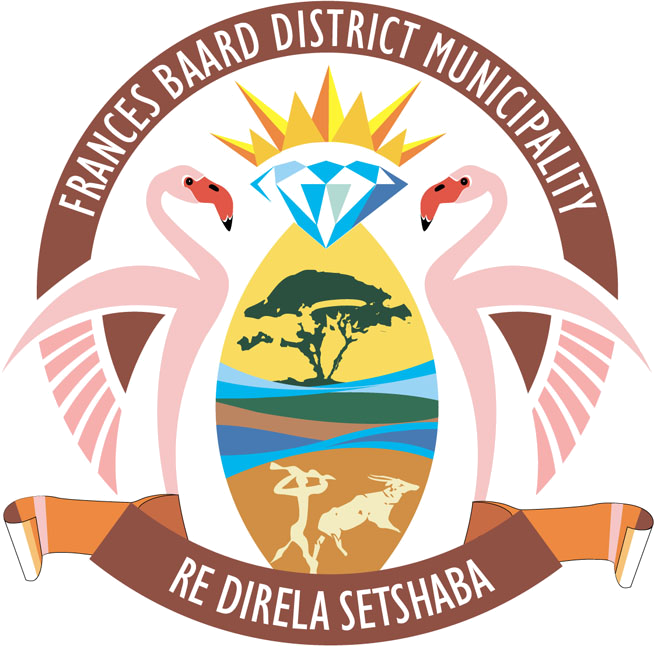 FRANCES BAARD DISTRICT MUNICIPALITY
RE DIRELA SETSHABA